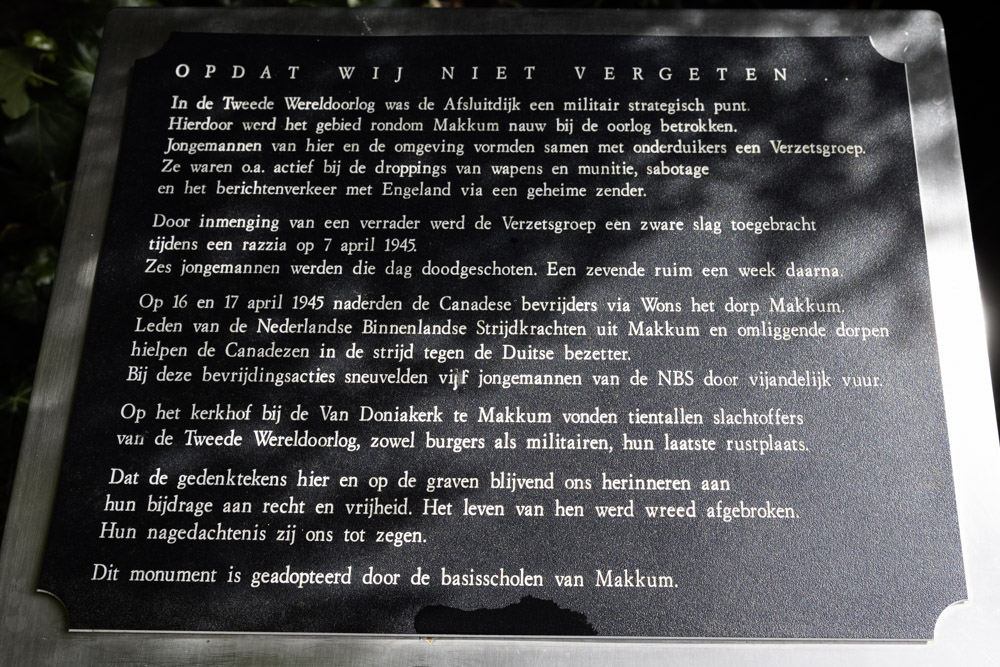 OPDAT WIJ NIET VERGETEN...
In de Tweede Wereldoorlog was de Afsluitdijk een militair strategisch punt.
Hierdoor werd het gebied rondom Makkum nauw bij de oorlog betrokken.
Jongemannen van hier en de omgeving vormden samen met onderduikers een Verzetsgroep.
Ze waren o.a. actief bij de droppings van wapens en munitie, sabotage
en het berichtenverkeer met Engeland via een geheime zender.
Door inmenging van een verrader werd de Verzetsgroep een zware slag toegebracht
tijdens een razzia op 7 april 1945.
Zes jongemannen werden die dag doodgeschoten. Een zevende ruim een week daarna.
Op 16 en 17 april 1945 naderden de Canadese bevrijders via Wons het dorp Makkum.
Leden van de Nederlandse Binnenlandse Strijdkrachten uit Makkum en omliggende dorpen
hielpen de Canadezen in de strijd tegen de Duitse bezetter.
Bij deze bevrijdingsacties sneuvelden vijf jongemannen van de NBS door vijandelijk vuur.
Op het kerkhof bij de Van Doniakerk te Makkum vonden tientallen slachtoffers
van de Tweede Wereldoorlog, zowel burgers als militairen, hun laatste rustplaats.
Dat de gedenktekens hier en op de graven blijvend ons herinneren aan
hun bijdrage aan recht en vrijheid. Het leven van hen werd wreed afgebroken.
Hun nagedachtenis zij ons tot zegen.
Dit monument is geadopteerd door de basisscholen van Makkum.